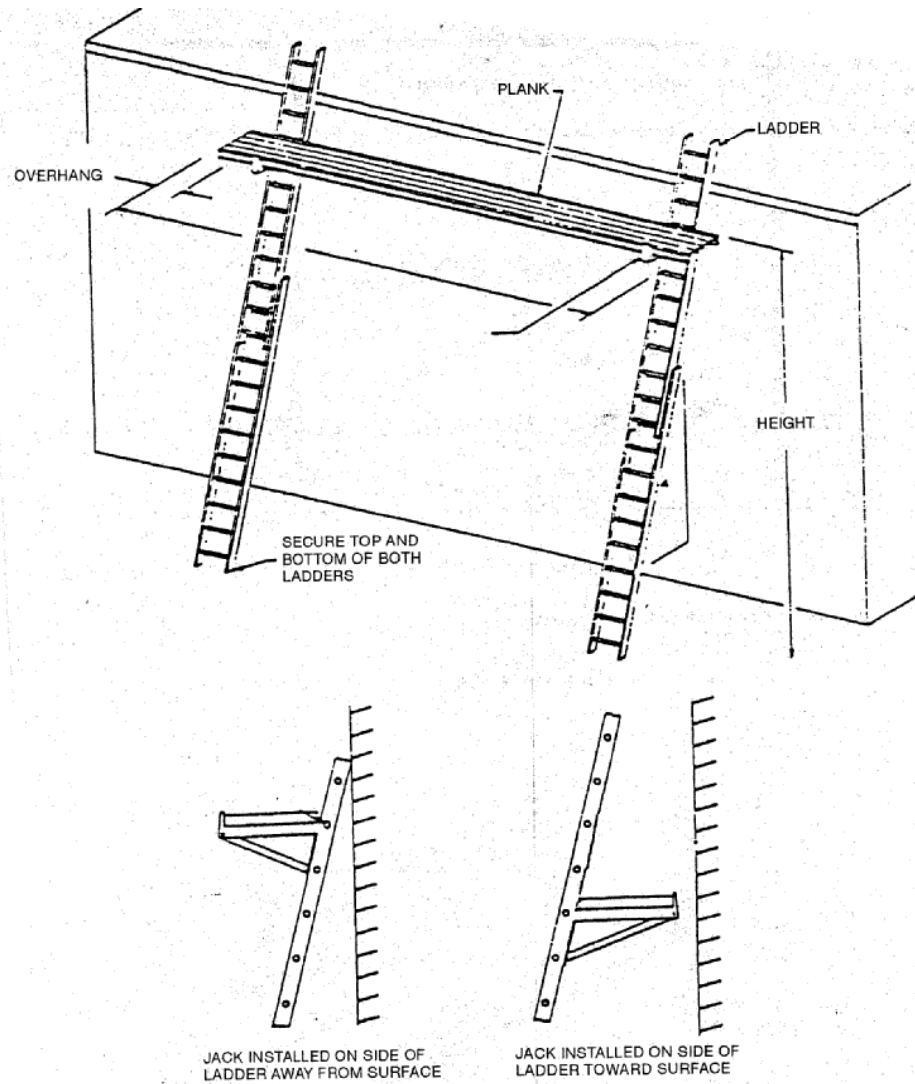 PLANK
LADDER
OVERHANG
HEIGHT
SECURE TOP AND
BOTTOM OF BOTH
LADDERS
JACK INSTALLED ON SIDE OF
LADDER AWAY FROM SURFACE
JACK INSTALLED ON SIDE OF
LADDER TOWARD SURFACE